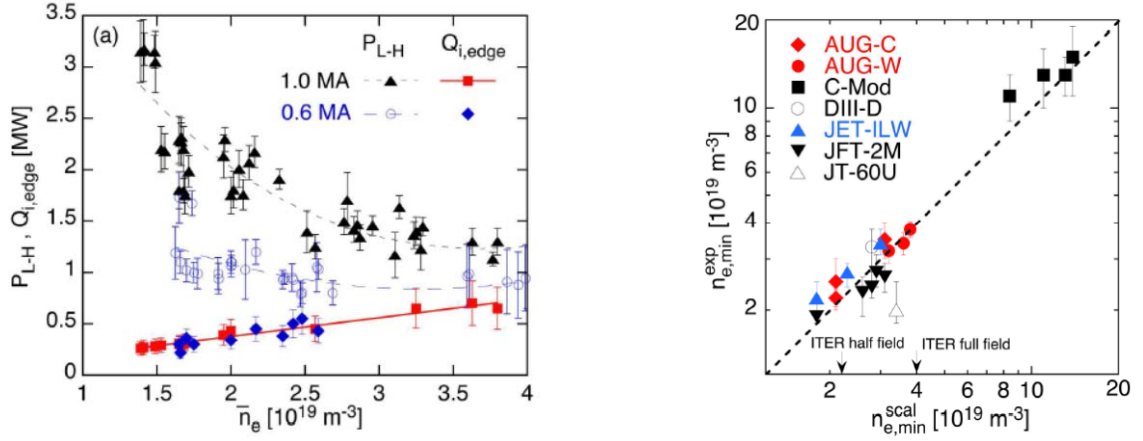 (a)
P_L-H
Q_i,edge
1.0 MA
0.6 MA
3.5
3
2.5
2
1.5
1
0.5
0
P_L-H , Q_i,edge [MW]
1 1.5 2 2.5 3 3.5 4
n̅_e [10^19 m^-3]
20
10
8
6
4
2
n_e,min^exp [10^19 m^-3]
AUG-C
AUG-W
C-Mod
DIII-D
JET-ILW
JFT-2M
JT-60U
ITER half field
ITER full field
2 4 6 8 10 20
n_e,min^scal [10^19 m^-3]